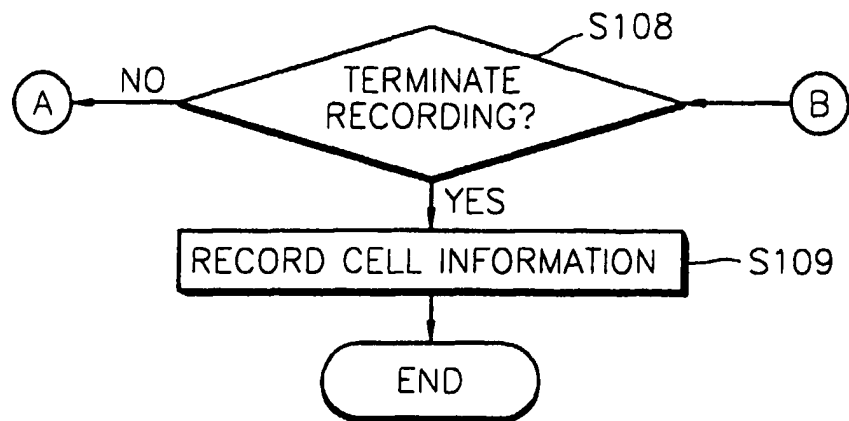 S108
A
NO
TERMINATE
RECORDING?
B
YES
RECORD CELL INFORMATION
S109
END